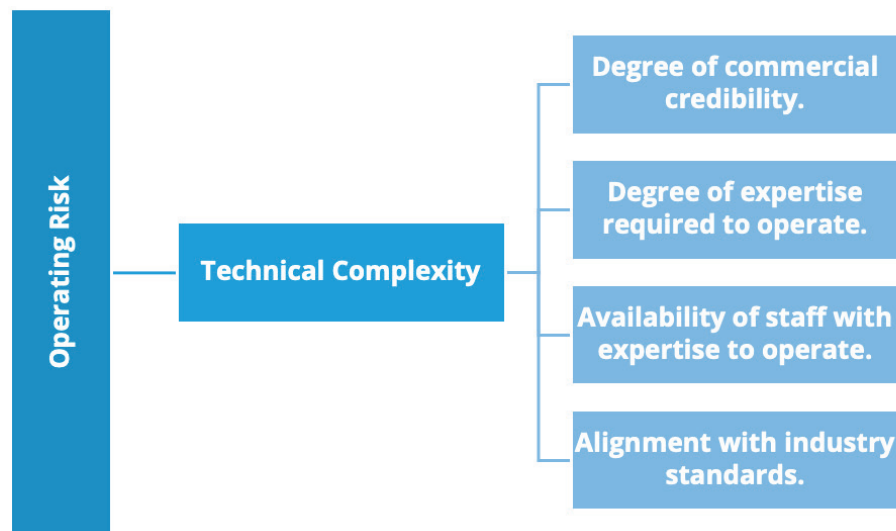 Operating Risk
Technical Complexity
Degree of commercial
credibility.
Degree of expertise
required to operate.
Availability of staff with
expertise to operate.
Alignment with industry
standards.